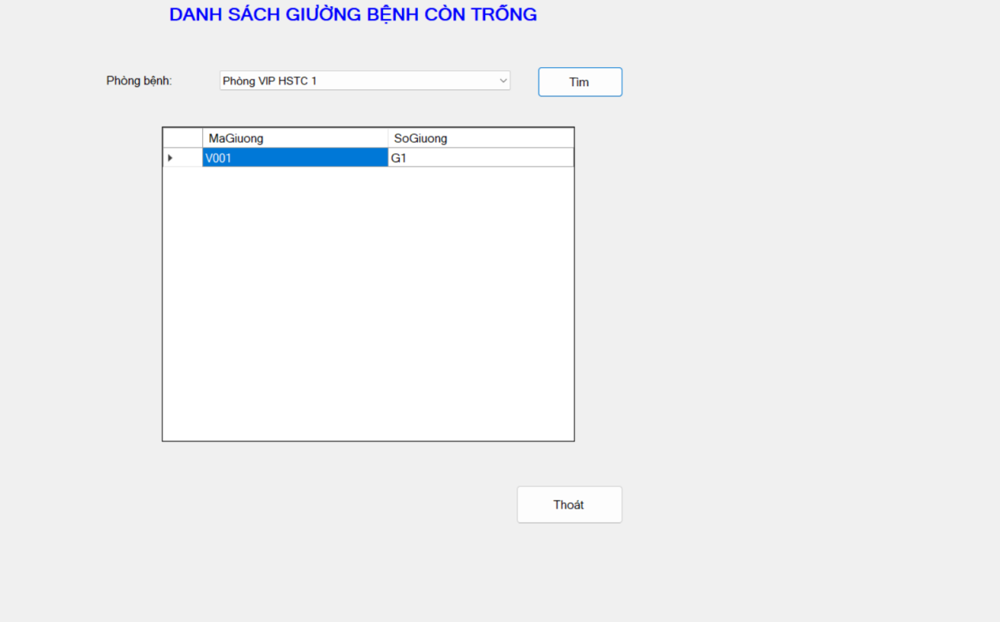 DANH SÁCH GIƯỜNG BỆNH CÒN TRỐNG
Phòng bệnh: Phòng VIP HSTC 1 Tìm
MaGiuong SoGiuong
V001 G1
Thoát